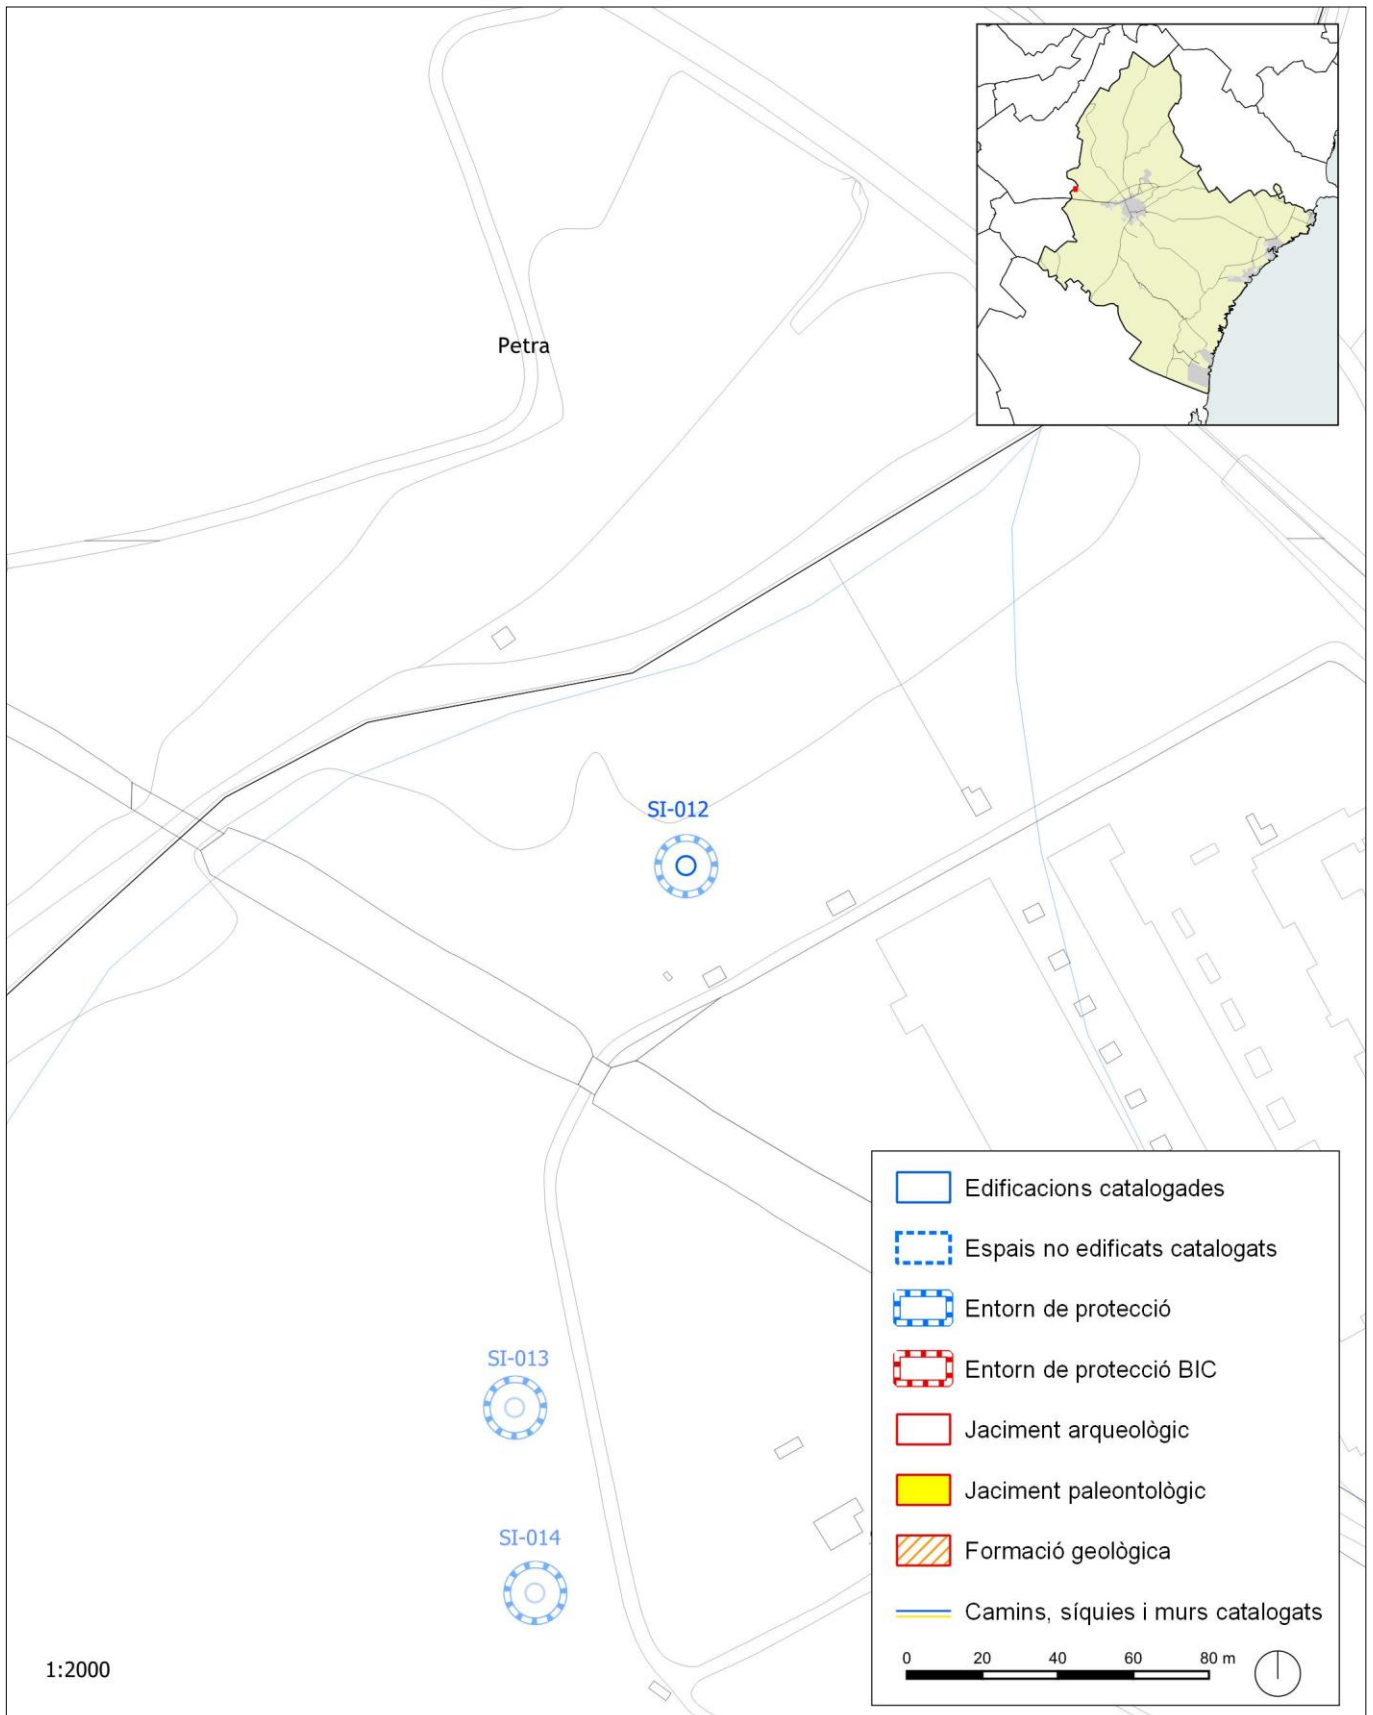 Petra
SI-012
SI-013
SI-014
1:2000
Edificacions catalogades
Espais no edificats catalogats
Entorn de protecció
Entorn de protecció BIC
Jaciment arqueològic
Jaciment paleontològic
Formació geològica
Camins, síquies i murs catalogats
0 20 40 60 80 m